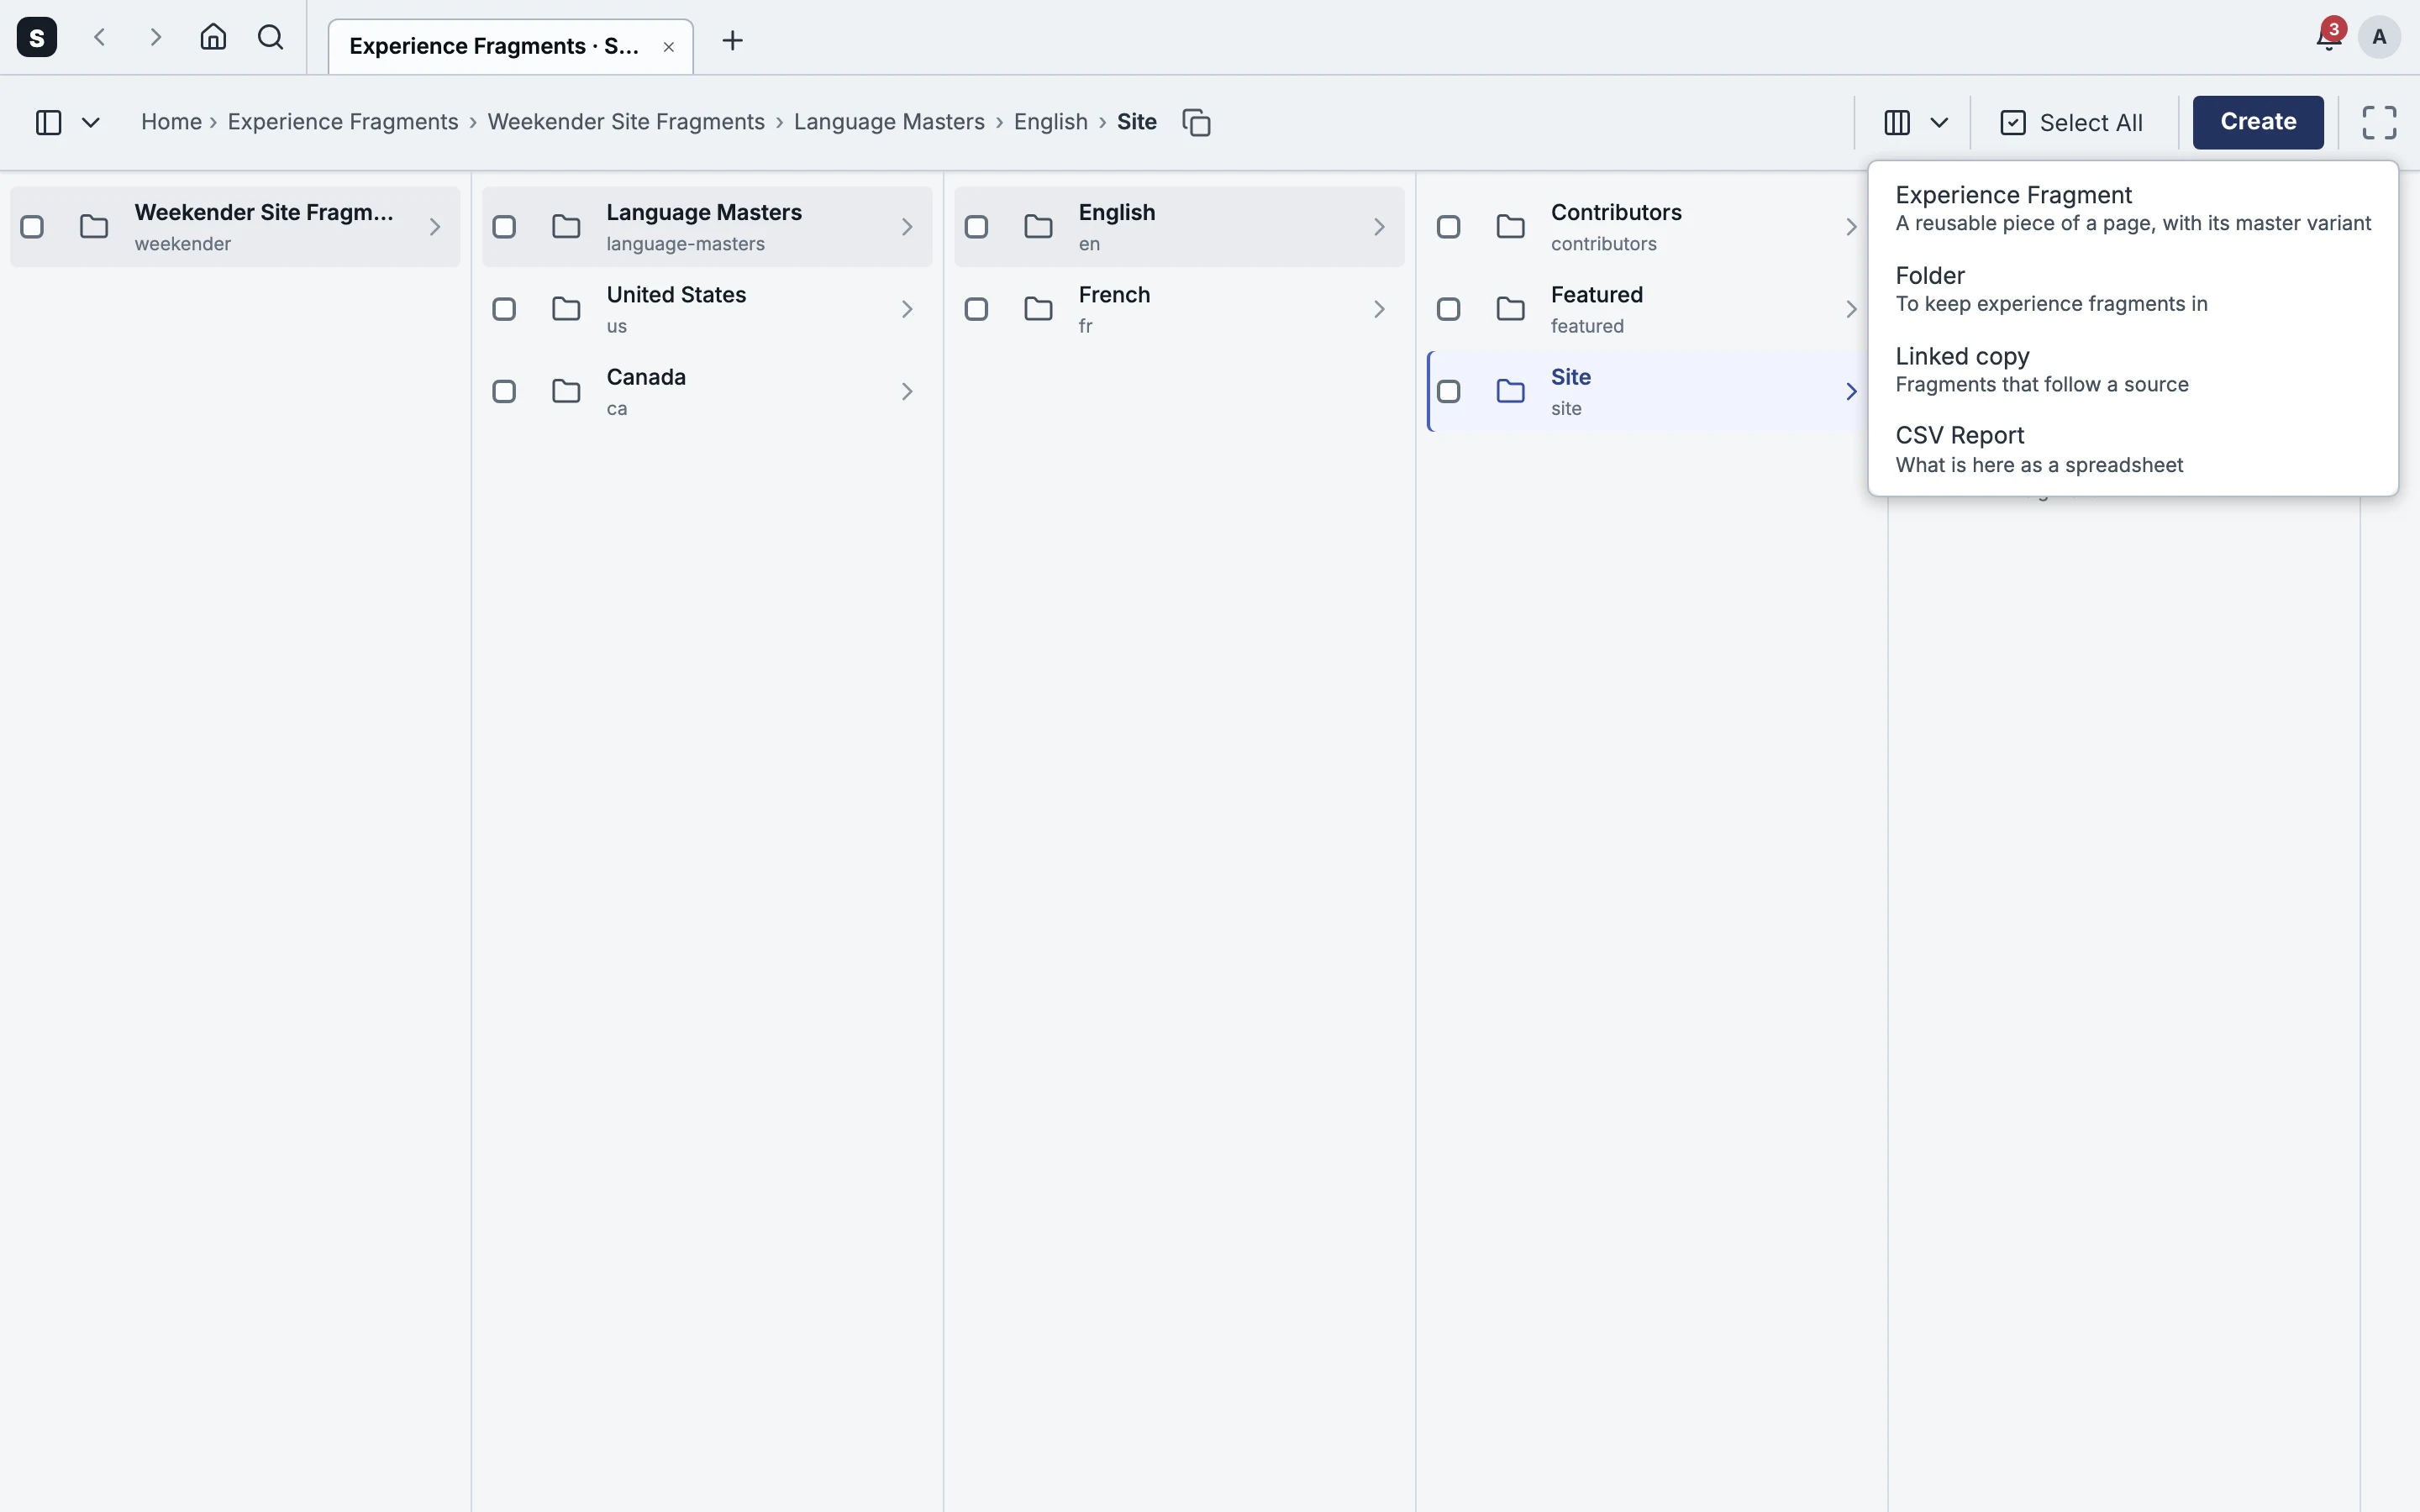 S
Experience Fragments · S...
3
A
Home › Experience Fragments › Weekender Site Fragments › Language Masters › English › Site
Select All
Create
Weekender Site Fragm...
weekender
Language Masters
language-masters
United States
us
Canada
ca
English
en
French
fr
Contributors
contributors
Featured
featured
Site
site
Experience Fragment
A reusable piece of a page, with its master variant
Folder
To keep experience fragments in
Linked copy
Fragments that follow a source
CSV Report
What is here as a spreadsheet